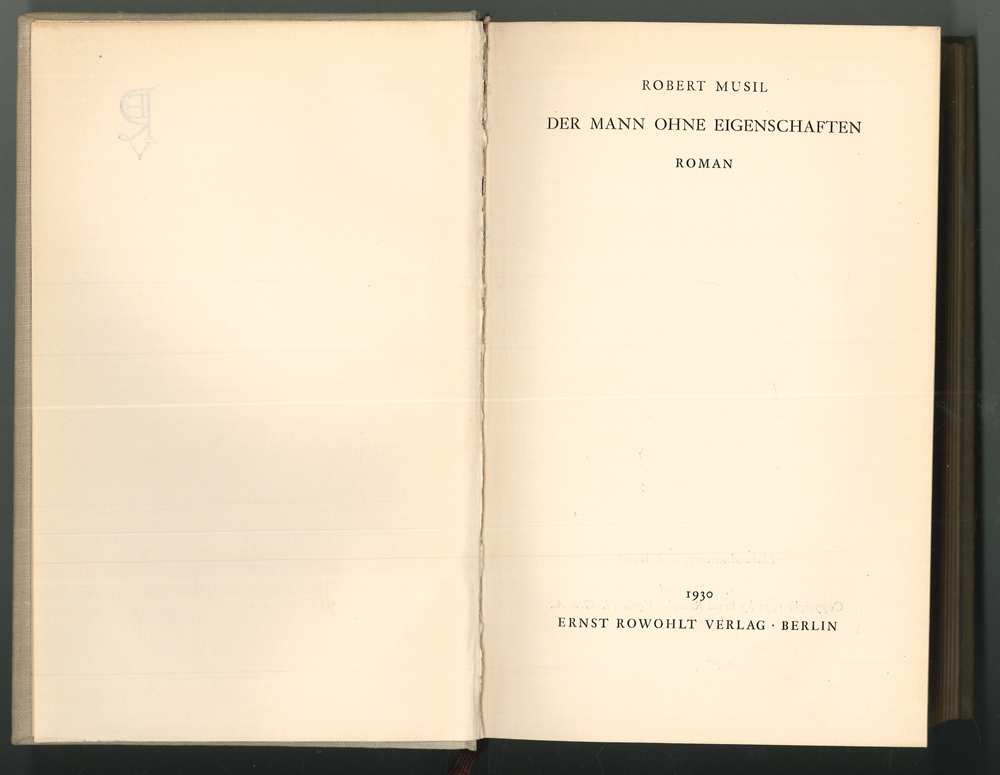 ROBERT MUSIL
DER MANN OHNE EIGENSCHAFTEN
ROMAN
1930
ERNST ROWOHLT VERLAG · BERLIN